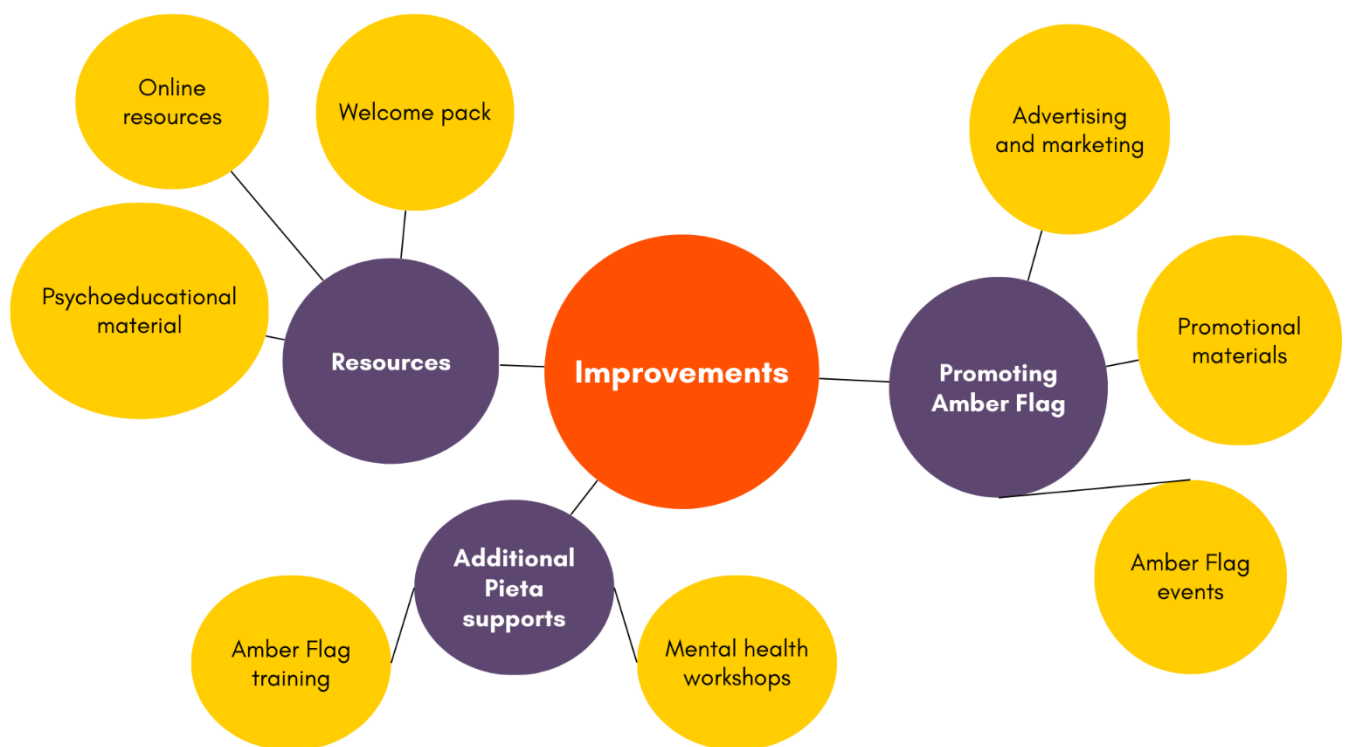 Online
resources
Welcome pack
Psychoeducational
material
Resources
Improvements
Advertising
and marketing
Promotional
materials
Promoting
Amber Flag
Amber Flag
events
Additional
Pieta
supports
Amber Flag
training
Mental health
workshops